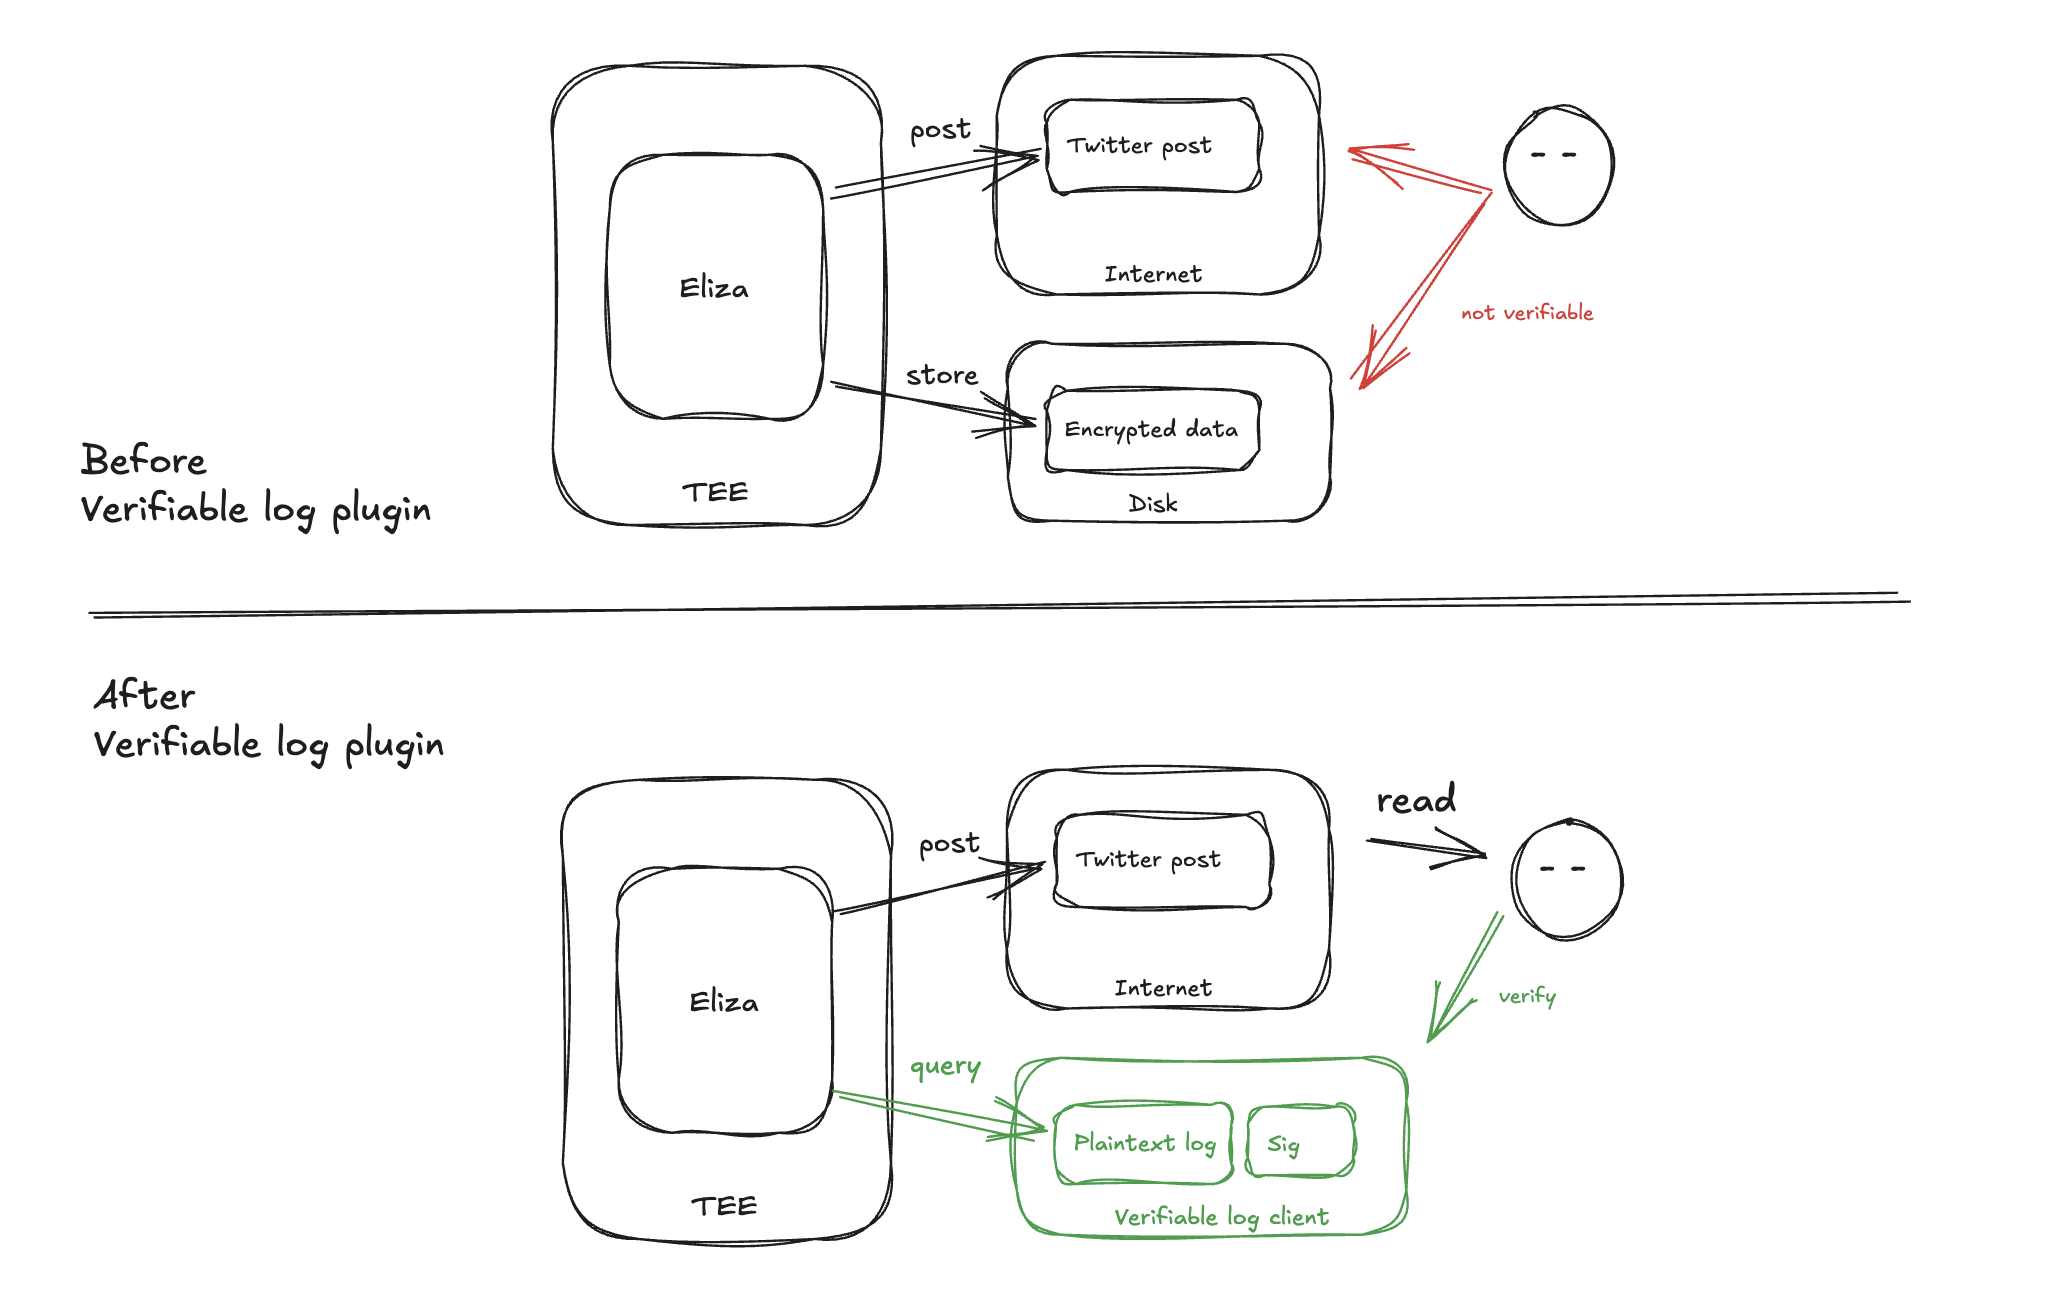 post
Twitter post
Eliza
Internet
not verifiable
store
Encrypted data
Before
Verifiable log plugin
TEE
Disk
After
Verifiable log plugin
read
post
Twitter post
Eliza
Internet
verify
query
Plaintext log
Sig
TEE
Verifiable log client